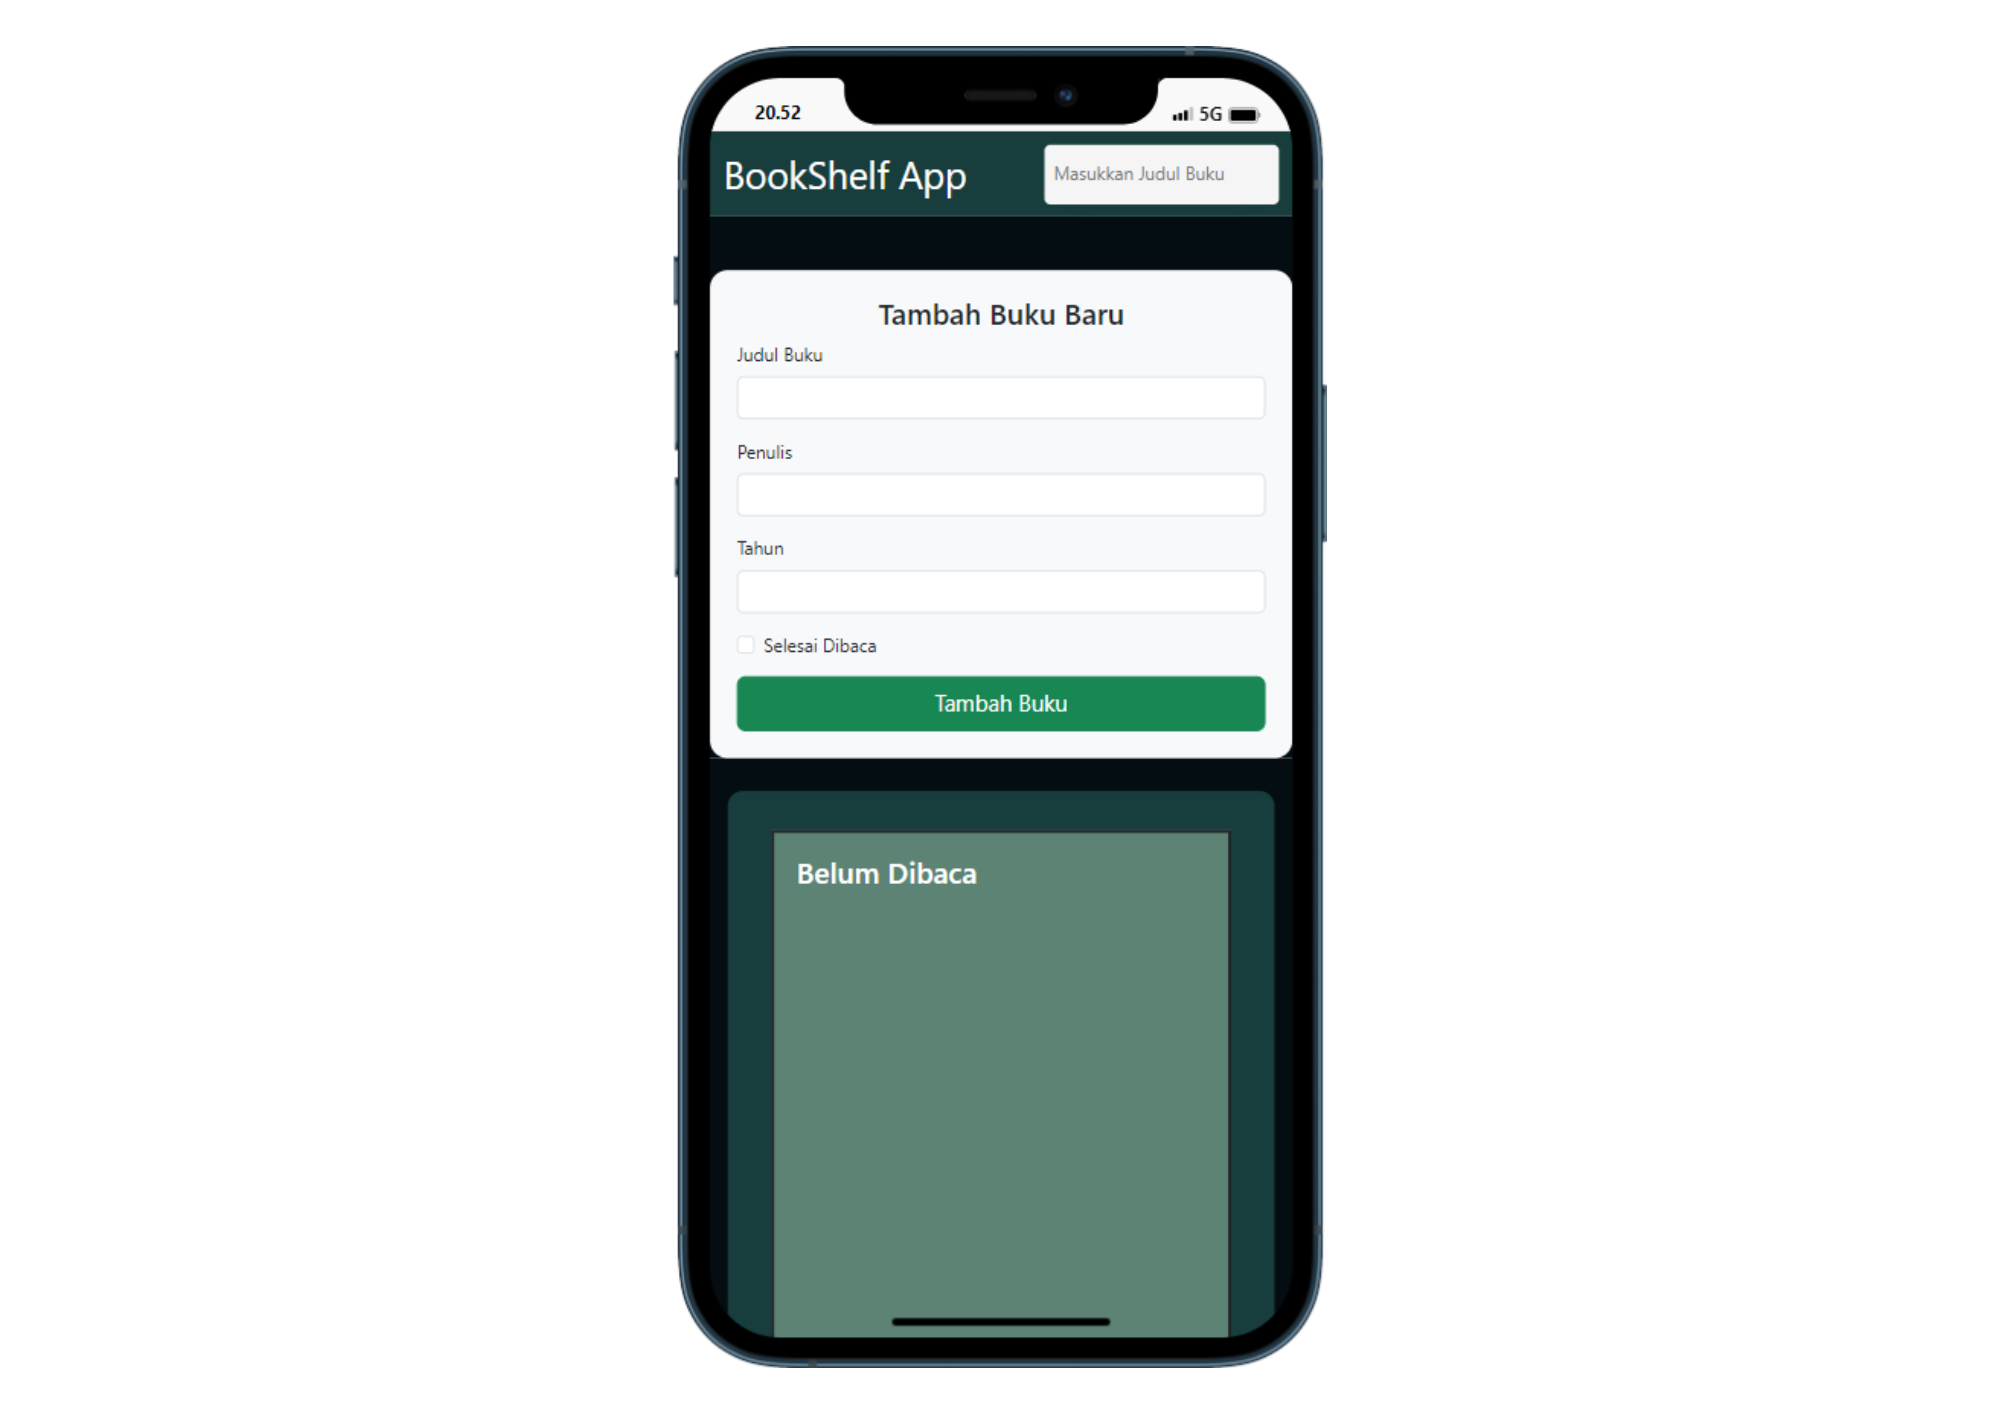 20.52
5G
BookShelf App
Masukkan Judul Buku
Tambah Buku Baru
Judul Buku
Penulis
Tahun
Selesai Dibaca
Tambah Buku
Belum Dibaca